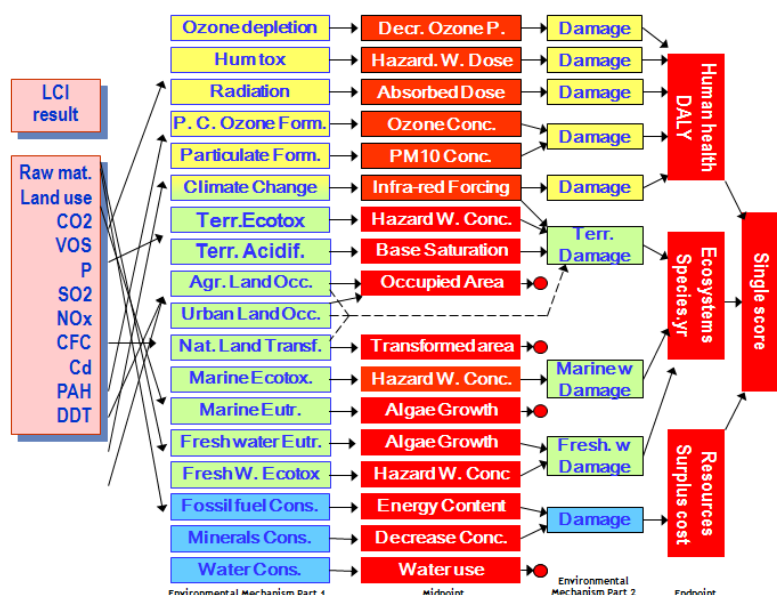 LCI
result
Raw mat.
Land use
CO2
VOS
P
SO2
NOx
CFC
Cd
PAH
DDT
Ozone depletion
Hum tox
Radiation
P. C. Ozone Form.
Particulate Form.
Climate Change
Terr.Ecotox
Terr. Acidif.
Agr. Land Occ.
Urban Land Occ.
Nat. Land Transf.
Marine Ecotox.
Marine Eutr.
Fresh water Eutr.
Fresh W. Ecotox
Fossil fuel Cons.
Minerals Cons.
Water Cons.
Environmental Mechanism Part 1
Decr. Ozone P.
Hazard. W. Dose
Absorbed Dose
Ozone Conc.
PM10 Conc.
Infra-red Forcing
Hazard W. Conc.
Base Saturation
Occupied Area
Transformed area
Hazard W. Conc.
Algae Growth
Algae Growth
Hazard W. Conc
Energy Content
Decrease Conc.
Water use
Midpoint
Damage
Damage
Damage
Damage
Damage
Terr.
Damage
Marine w
Damage
Fresh. w
Damage
Damage
Environmental
Mechanism Part 2
Human health
DALY
Ecosystems
Species.yr
Resources
Surplus cost
Endpoint
Single score